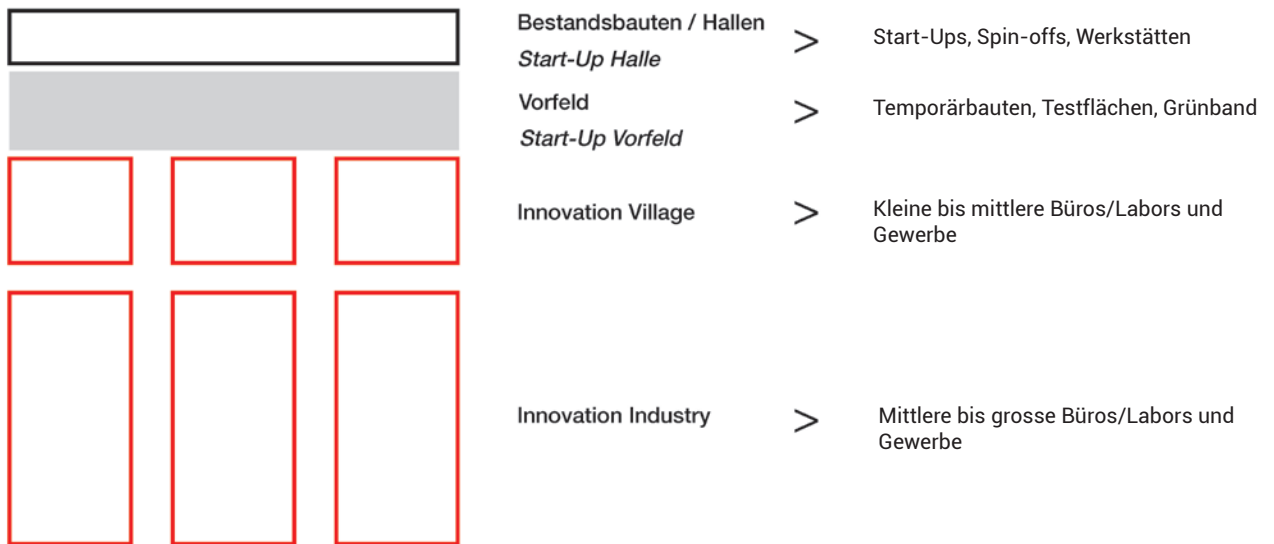 Bestandsbauten / Hallen > Start-Ups, Spin-offs, Werkstätten
Start-Up Halle
Vorfeld > Temporärbauten, Testflächen, Grünband
Start-Up Vorfeld
Innovation Village > Kleine bis mittlere Büros/Labors und
Gewerbe
Innovation Industry > Mittlere bis grosse Büros/Labors und
Gewerbe